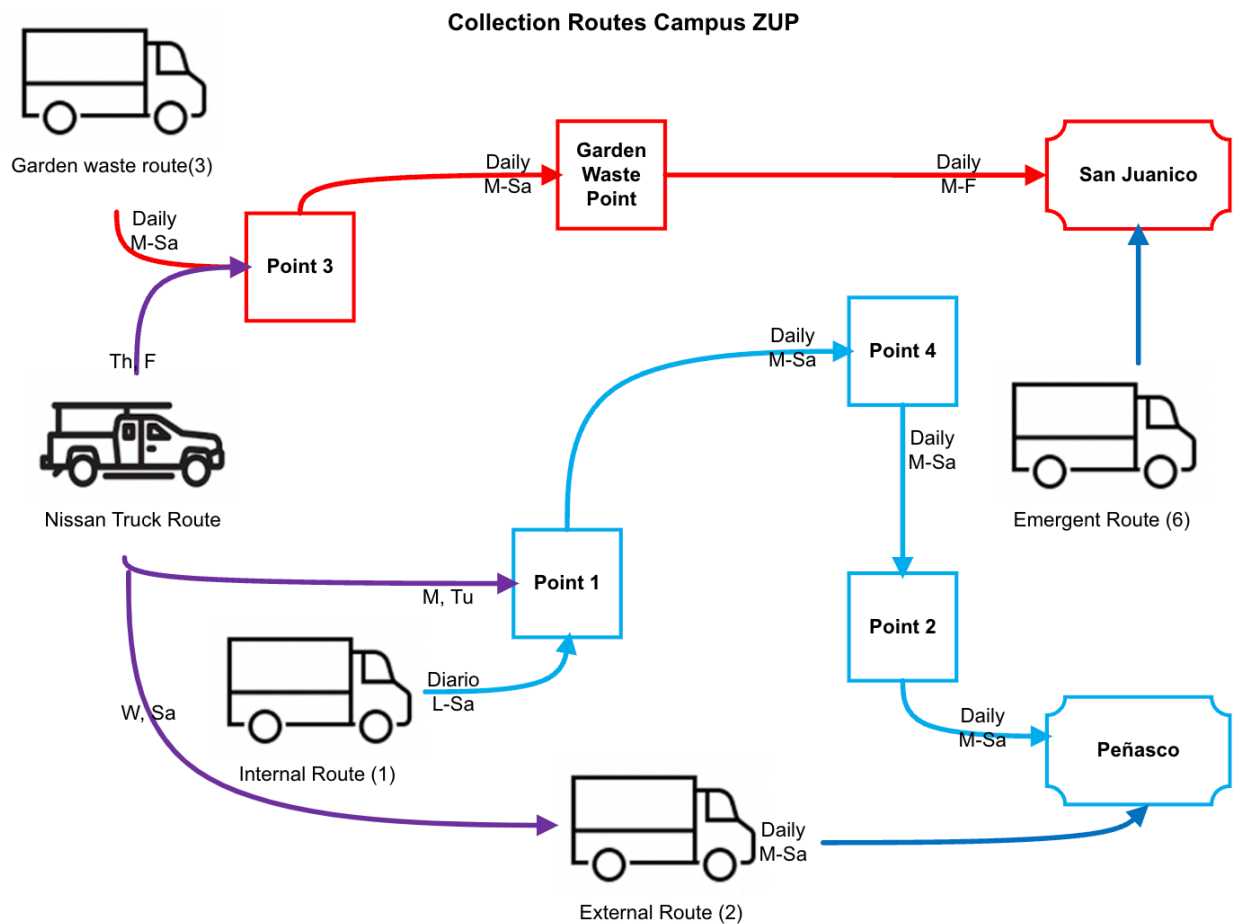 Collection Routes Campus ZUP
Garden waste route(3)
Daily
M-Sa
Point 3
Daily
M-Sa
Garden
Waste
Point
Daily
M-F
San Juanico
Th, F
Nissan Truck Route
M, Tu
W, Sa
Point 1
Diario
L-Sa
Internal Route (1)
Daily
M-Sa
Point 4
Daily
M-Sa
Point 2
Daily
M-Sa
Peñasco
Emergent Route (6)
Daily
M-Sa
External Route (2)